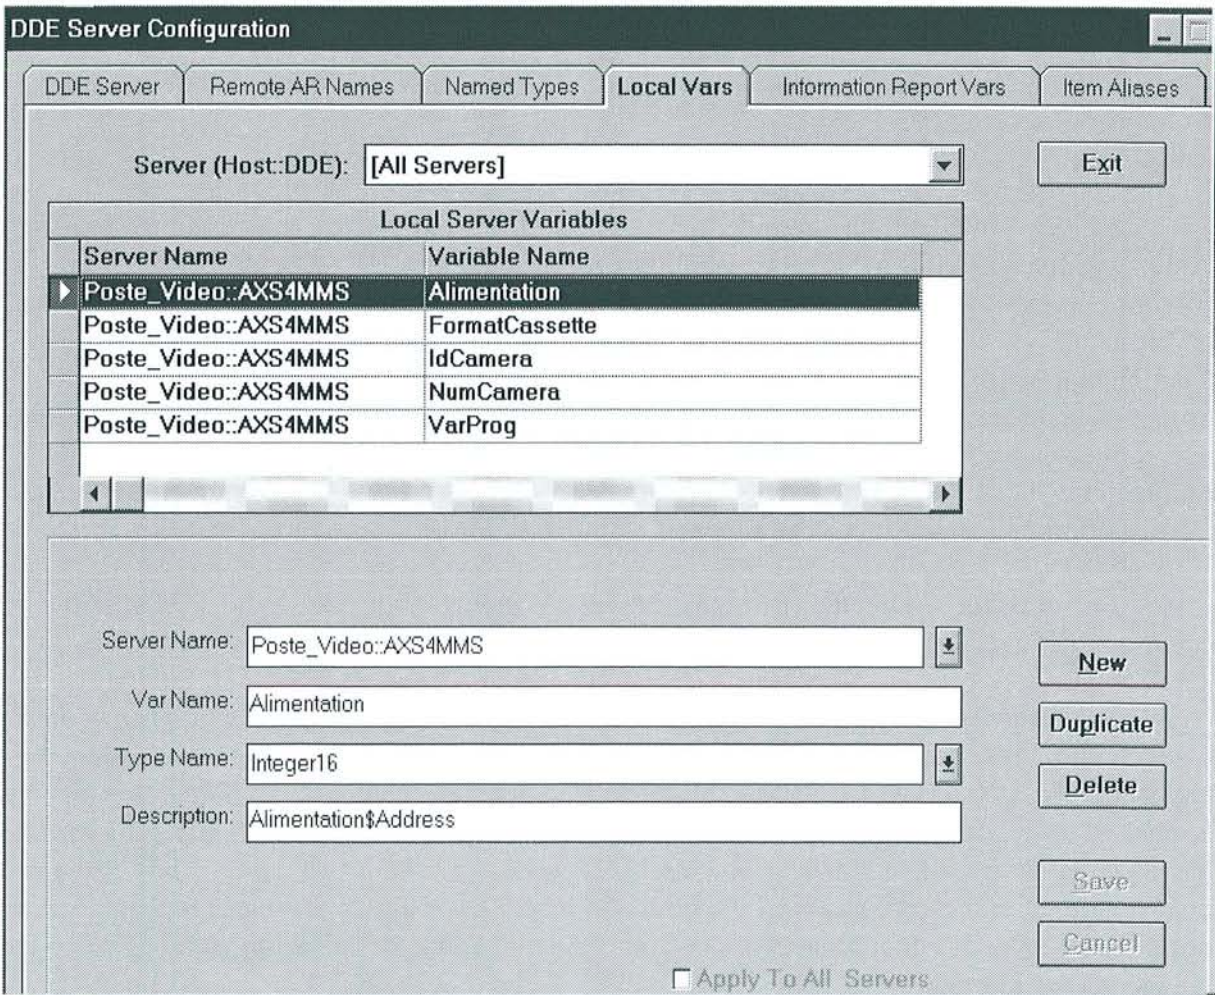 DDE Server Configuration
DDE Server Remote AR Names Named Types Local Vars Information Report Vars Item Aliases
Server (Host::DDE): [All Servers] Exit
Local Server Variables
Server Name Variable Name
Poste_Video::AXS4MMS Alimentation
Poste_Video::AXS4MMS FormatCassette
Poste_Video::AXS4MMS IdCamera
Poste_Video::AXS4MMS NumCamera
Poste_Video::AXS4MMS VarProg
Server Name: Poste_Video::AXS4MMS
New
Var Name: Alimentation
Duplicate
Type Name: Integer16
Delete
Description: Alimentation$Address
Save
Cancel
Apply To All Servers